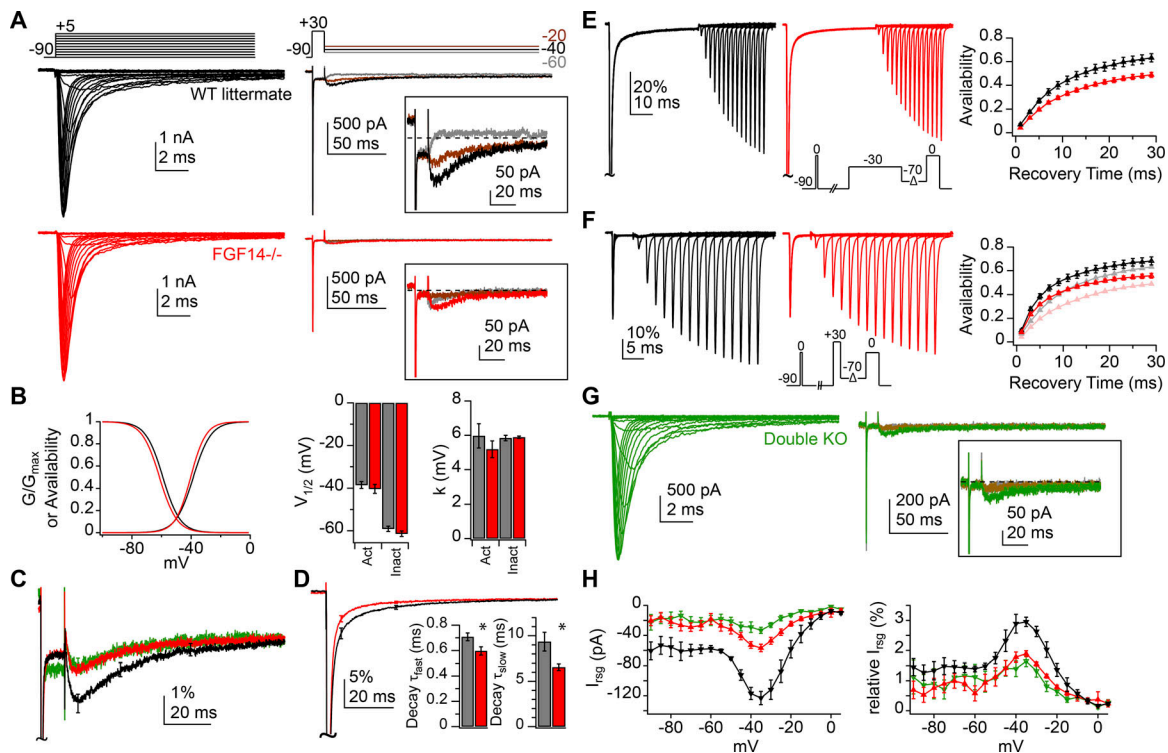 A
+5
-90
WT littermate
1 nA
2 ms
+30
-90
-20
-40
-60
500 pA
50 ms
50 pA
20 ms
FGF14-/-
1 nA
2 ms
500 pA
50 ms
50 pA
20 ms
B
G/Gmax
or Availability
1
0.8
0.6
0.4
0.2
0
-80
-40
0
mV
V1/2 (mV)
0
-20
-40
-60
Act
Inact
k (mV)
8
6
4
2
0
Act
Inact
C
1%
20 ms
D
5%
20 ms
Decay τfast (ms)
0.8
0.6
0.4
0.2
0
*
Decay τslow (ms)
10
5
0
*
E
20%
10 ms
0
-90
-30
-70
Δ
0
Availability
0.8
0.6
0.4
0.2
0
0
10
20
30
Recovery Time (ms)
F
10%
5 ms
0
-90
+30
-70
Δ
0
Availability
0.8
0.6
0.4
0.2
0
0
10
20
30
Recovery Time (ms)
G
Double KO
500 pA
2 ms
200 pA
50 ms
50 pA
20 ms
H
Irsg (pA)
0
-40
-80
-120
-80
-60
-40
-20
0
mV
relative Irsg (%)
4
3
2
1
0
-80
-60
-40
-20
0
mV